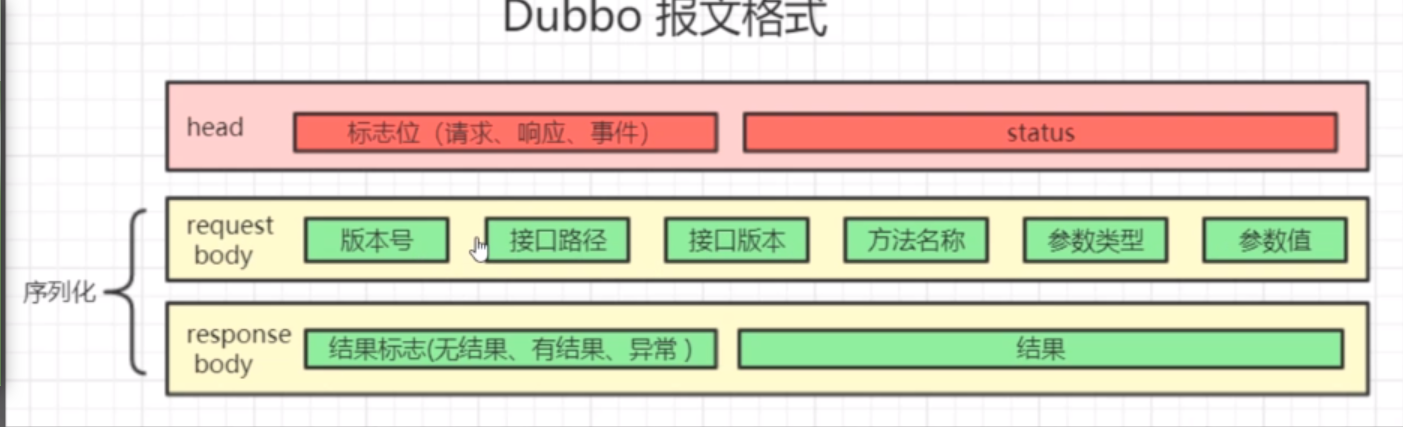 Dubbo 报文格式
head
标志位（请求、响应、事件）
status
request body
版本号
接口路径
接口版本
方法名称
参数类型
参数值
序列化
response body
结果标志(无结果、有结果、异常 )
结果